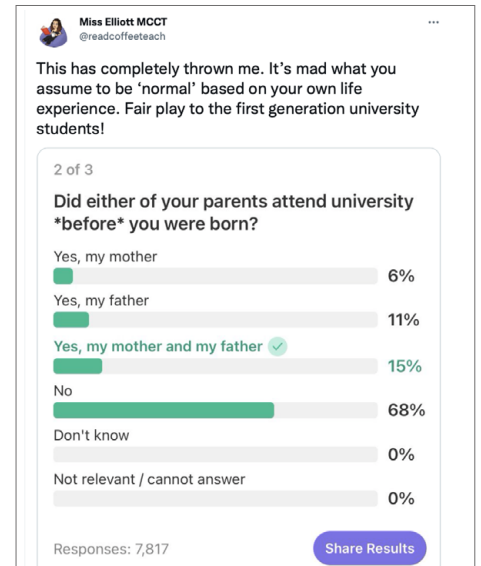 Miss Elliott MCCT
@readcoffeeteach
This has completely thrown me. It’s mad what you
assume to be ‘normal’ based on your own life
experience. Fair play to the first generation university
students!
2 of 3
Did either of your parents attend university
*before* you were born?
Yes, my mother
6%
Yes, my father
11%
Yes, my mother and my father
15%
No
68%
Don't know
0%
Not relevant / cannot answer
0%
Responses: 7,817
Share Results